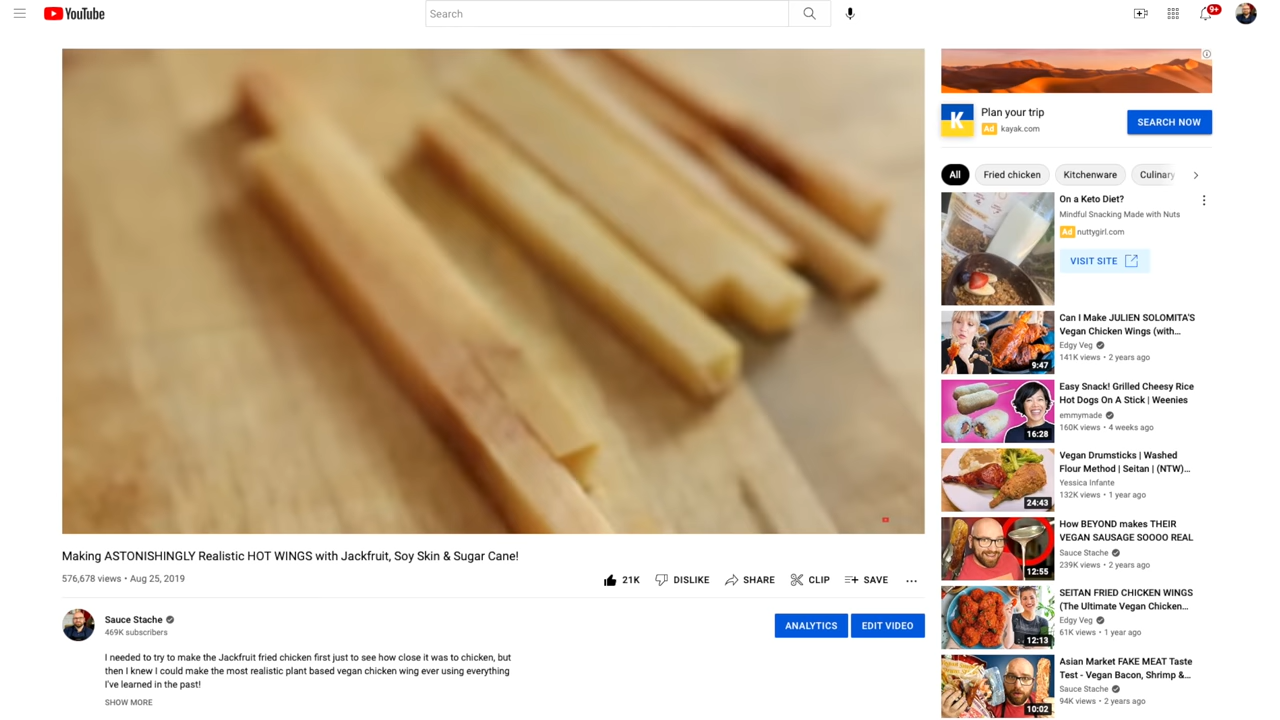 YouTube
Search
9+
K
Plan your trip
Ad kayak.com
SEARCH NOW
All
Fried chicken
Kitchenware
Culinary
On a Keto Diet?
Mindful Snacking Made with Nuts
Ad nuttygirl.com
VISIT SITE
Can I Make JULIEN SOLOMITA'S
Vegan Chicken Wings (with...
Edgy Veg
141K views • 2 years ago
9:47
Easy Snack! Grilled Cheesy Rice
Hot Dogs On A Stick | Weenies
emmymade
160K views • 4 weeks ago
16:28
Vegan Drumsticks | Washed
Flour Method | Seitan | (NTW)...
Yessica Infante
132K views • 1 year ago
24:43
How BEYOND makes THEIR
VEGAN SAUSAGE SOOOO REAL
Sauce Stache
239K views • 2 years ago
12:55
SEITAN FRIED CHICKEN WINGS
(The Ultimate Vegan Chicken...
Edgy Veg
61K views • 1 year ago
12:13
Asian Market FAKE MEAT Taste
Test - Vegan Bacon, Shrimp &...
Sauce Stache
94K views • 2 years ago
10:02
Making ASTONISHINGLY Realistic HOT WINGS with Jackfruit, Soy Skin & Sugar Cane!
576,678 views • Aug 25, 2019
21K
DISLIKE
SHARE
CLIP
SAVE
...
Sauce Stache
469K subscribers
ANALYTICS
EDIT VIDEO
I needed to try to make the Jackfruit fried chicken first just to see how close it was to chicken, but
then I knew I could make the most realistic plant based vegan chicken wing ever using everything
I've learned in the past!
SHOW MORE